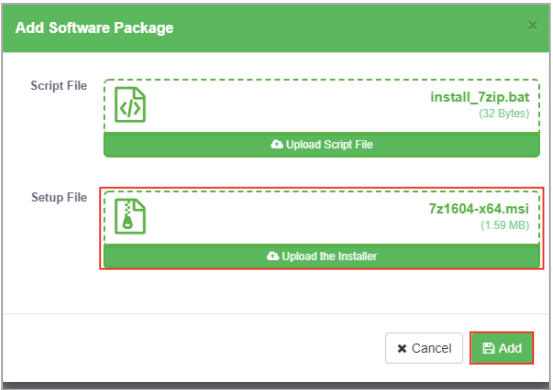 Add Software Package
×
Script File
install_7zip.bat
(32 Bytes)
Upload Script File
Setup File
7z1604-x64.msi
(1.59 MB)
Upload the Installer
Cancel
Add